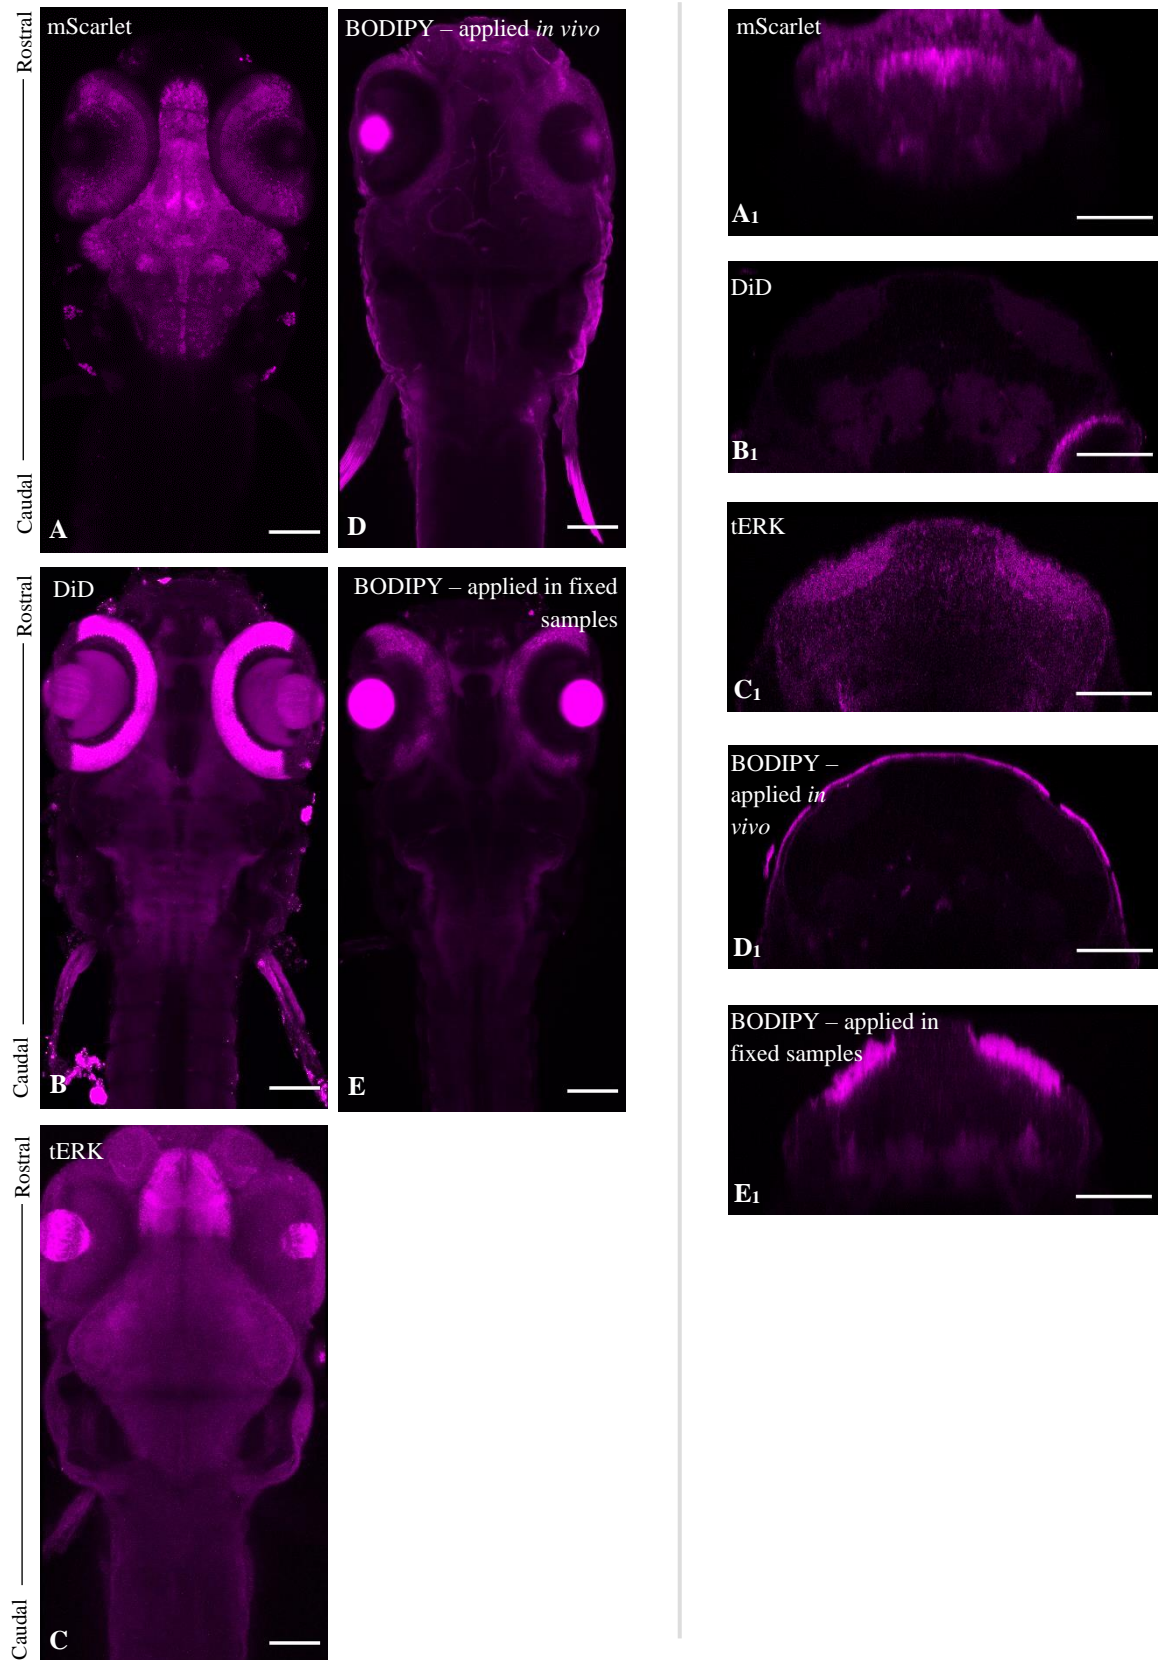 Rostral
Caudal
mScarlet
A
BODIPY – applied in vivo
D
Rostral
Caudal
DiD
B
BODIPY – applied in fixed
samples
E
Rostral
Caudal
tERK
C
mScarlet
A1
DiD
B1
tERK
C1
BODIPY –
applied in
vivo
D1
BODIPY – applied in
fixed samples
E1